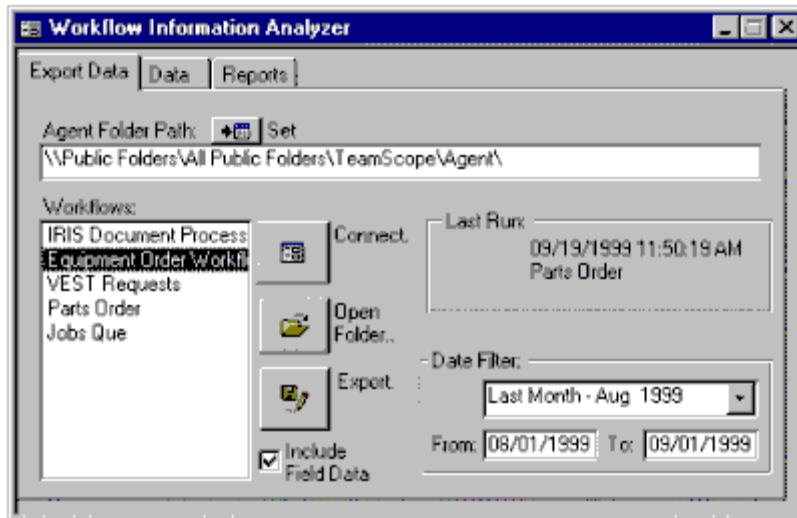 Workflow Information Analyzer
Export Data
Data
Reports
Agent Folder Path:
Set
\\Public Folders\All Public Folders\TeamScope\Agent\
Workflows:
IRIS Document Process
Equipment Order Workfl
VEST Requests
Parts Order
Jobs Que
Connect.
Open
Folder..
Export.
Include
Field Data
Last Run:
09/19/1999 11:50:19 AM
Parts Order
Date Filter:
Last Month - Aug 1999
From: 08/01/1999 To: 09/01/1999